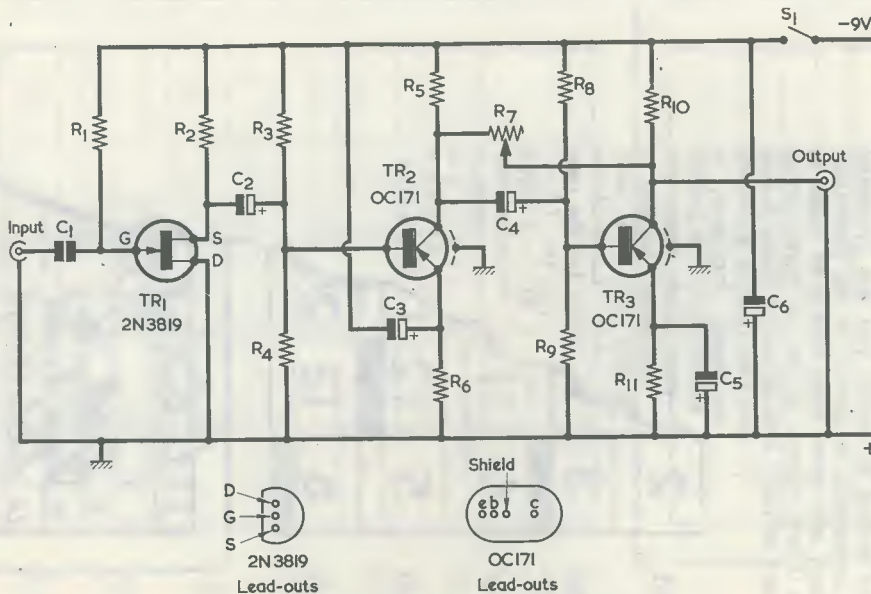 S1
-9V
R1
R2
R3
R5
R7
R8
R10
TR2
OC171
Output
Input
C1
C2
+
C4
+
G
S
D
TR1
2N3819
C3
+
TR3
OC171
C6
+
R4
R6
R9
R11
C5
+
+
Shield
D
G
S
e b c
2N3819
Lead-outs
OC171
Lead-outs